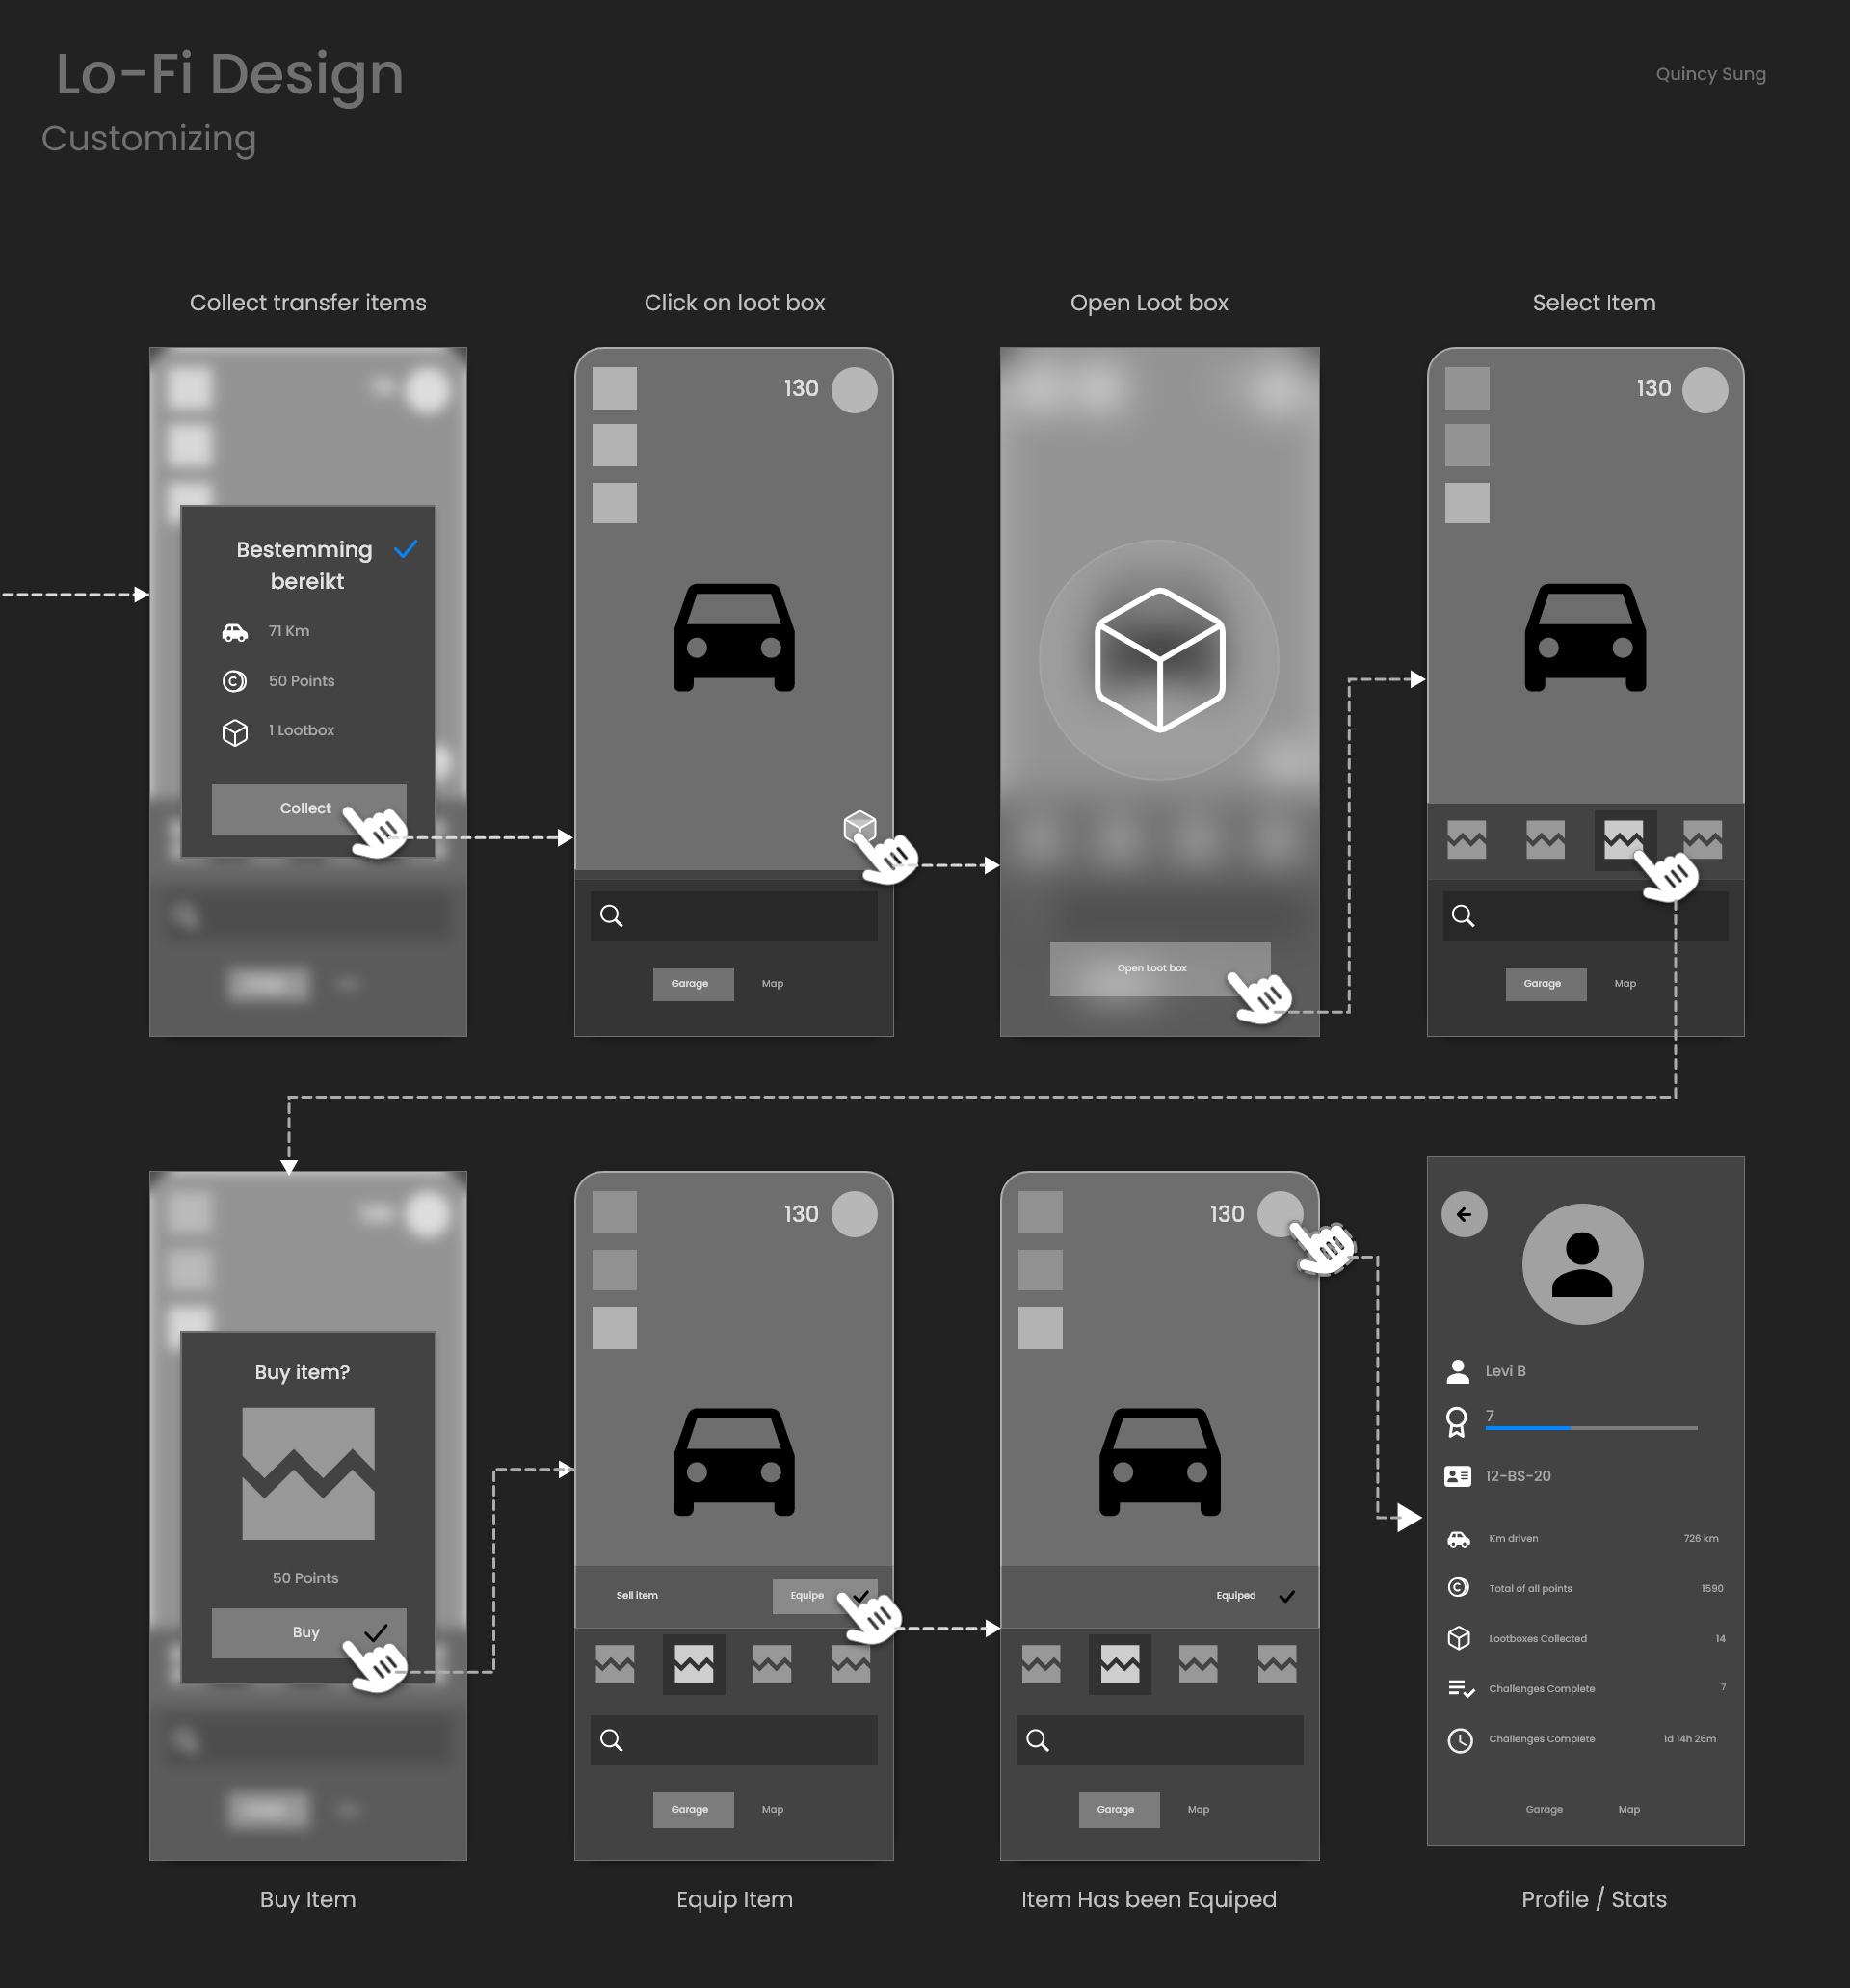 Lo-Fi Design
Quincy Sung
Customizing
Collect transfer items
Click on loot box
Open Loot box
Select Item
Bestemming
bereikt
71 Km
50 Points
1 Lootbox
Collect
130
Garage
Map
Open Loot box
130
Garage
Map
Buy item?
50 Points
Buy
130
Sell item
Equipe
Garage
Map
130
Equiped
Garage
Map
Levi B
7
12-BS-20
Km driven 726 km
Total of all points 1590
Lootboxes Collected 14
Challenges Complete 7
Challenges Complete 1d 14h 26m
Garage
Map
Buy Item
Equip Item
Item Has been Equiped
Profile / Stats